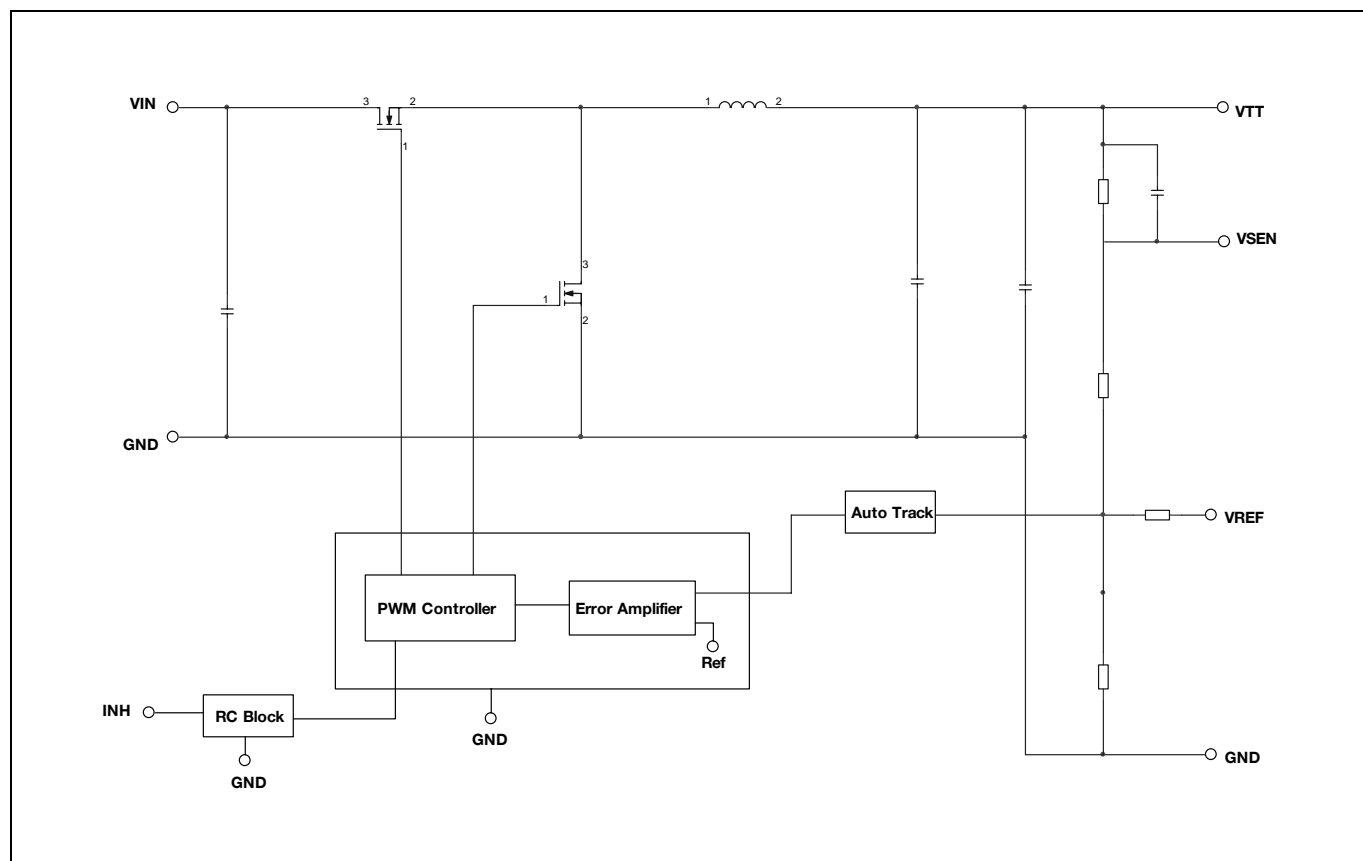 VIN
3
2
1
1
2
VTT
VSEN
3
1
2
GND
Auto Track
VREF
PWM Controller
Error Amplifier
Ref
INH
RC Block
GND
GND
GND